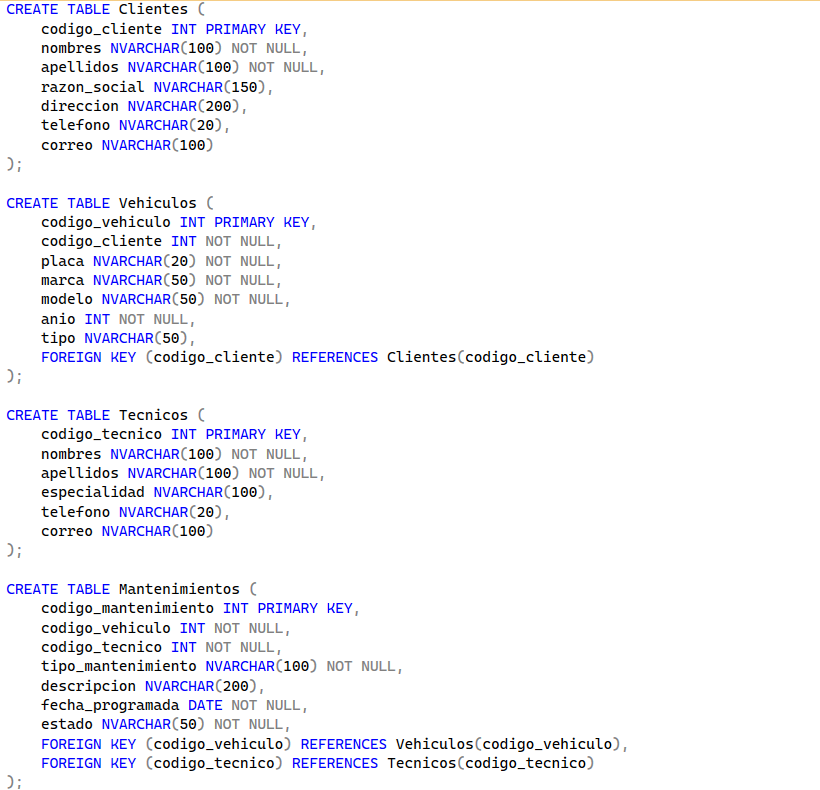 CREATE TABLE Clientes (
    codigo_cliente INT PRIMARY KEY,
    nombres NVARCHAR(100) NOT NULL,
    apellidos NVARCHAR(100) NOT NULL,
    razon_social NVARCHAR(150),
    direccion NVARCHAR(200),
    telefono NVARCHAR(20),
    correo NVARCHAR(100)
);

CREATE TABLE Vehiculos (
    codigo_vehiculo INT PRIMARY KEY,
    codigo_cliente INT NOT NULL,
    placa NVARCHAR(20) NOT NULL,
    marca NVARCHAR(50) NOT NULL,
    modelo NVARCHAR(50) NOT NULL,
    anio INT NOT NULL,
    tipo NVARCHAR(50),
    FOREIGN KEY (codigo_cliente) REFERENCES Clientes(codigo_cliente)
);

CREATE TABLE Tecnicos (
    codigo_tecnico INT PRIMARY KEY,
    nombres NVARCHAR(100) NOT NULL,
    apellidos NVARCHAR(100) NOT NULL,
    especialidad NVARCHAR(100),
    telefono NVARCHAR(20),
    correo NVARCHAR(100)
);

CREATE TABLE Mantenimientos (
    codigo_mantenimiento INT PRIMARY KEY,
    codigo_vehiculo INT NOT NULL,
    codigo_tecnico INT NOT NULL,
    tipo_mantenimiento NVARCHAR(100) NOT NULL,
    descripcion NVARCHAR(200),
    fecha_programada DATE NOT NULL,
    estado NVARCHAR(50) NOT NULL,
    FOREIGN KEY (codigo_vehiculo) REFERENCES Vehiculos(codigo_vehiculo),
    FOREIGN KEY (codigo_tecnico) REFERENCES Tecnicos(codigo_tecnico)
);